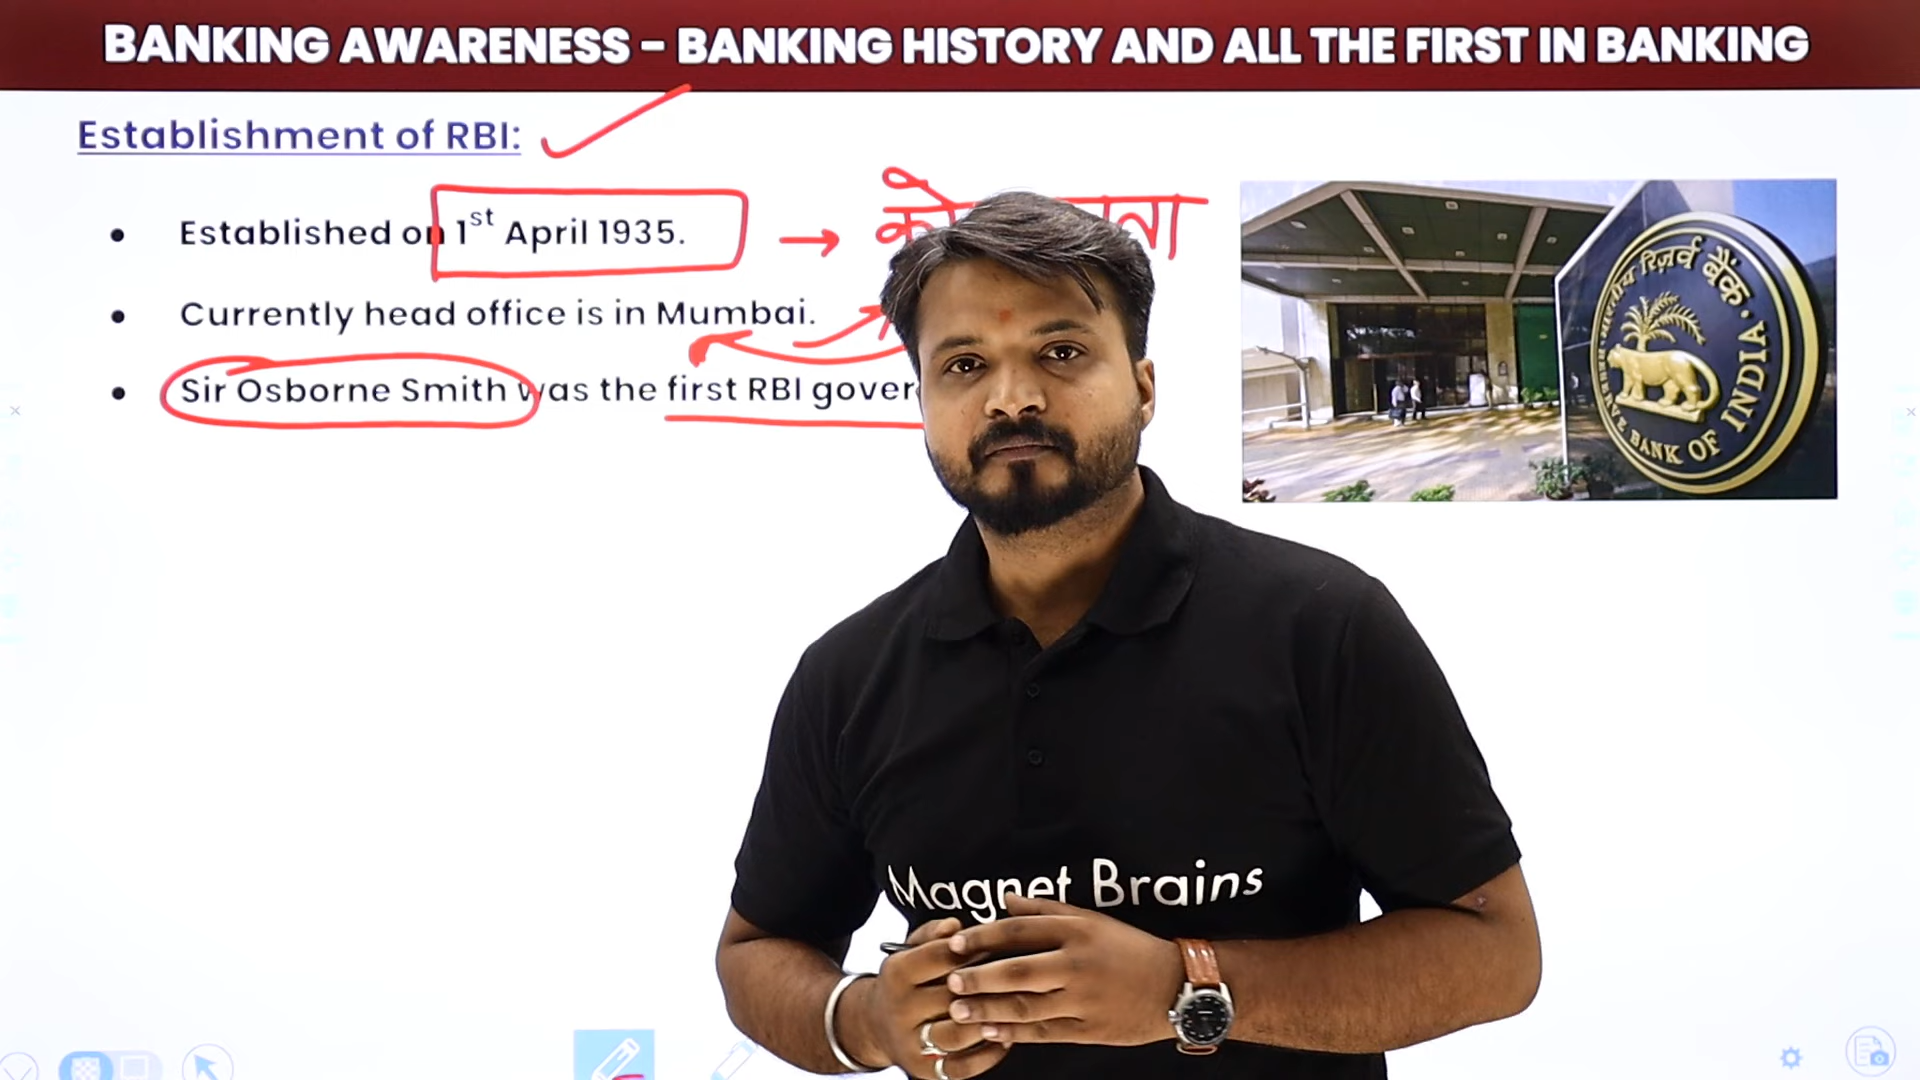 BANKING AWARENESS – BANKING HISTORY AND ALL THE FIRST IN BANKING
Establishment of RBI:
• Established on 1st April 1935.
• Currently head office is in Mumbai.
• Sir Osborne Smith was the first RBI
भारतीय रिज़र्व बैंक
RESERVE BANK OF INDIA
Magnet Brains